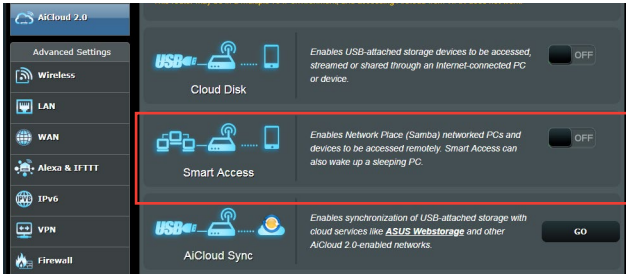 AiCloud 2.0
Advanced Settings
Wireless
LAN
WAN
Alexa & IFTTT
IPv6
VPN
Firewall
USB
Cloud Disk
Enables USB-attached storage devices to be accessed,
streamed or shared through an Internet-connected PC
or device.
OFF
Smart Access
Enables Network Place (Samba) networked PCs and
devices to be accessed remotely. Smart Access can
also wake up a sleeping PC.
OFF
USB
AiCloud Sync
Enables synchronization of USB-attached storage with
cloud services like ASUS Webstorage and other
AiCloud 2.0-enabled networks.
GO